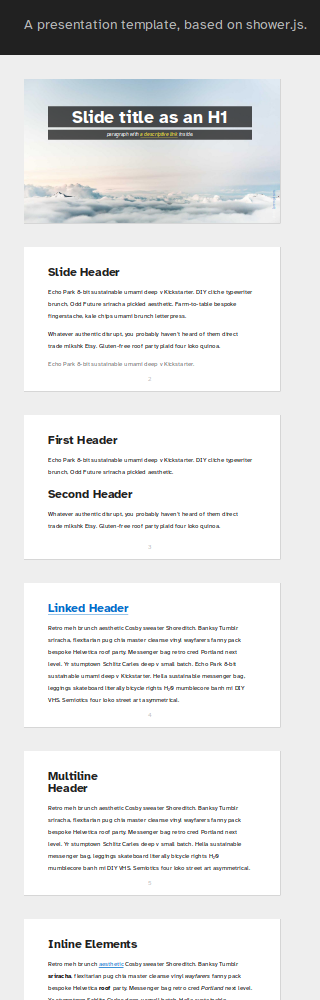 A presentation template, based on shower.js.
Slide title as an H1
paragraph with a descriptive link inside.
Slide Header
Echo Park 8-bit sustainable umami deep v Kickstarter. DIY cliche typewriter
brunch. Odd Future sriracha pickled aesthetic. Farm-to-table bespoke
fingerstache, kale chips umami brunch letterpress.
Whatever authentic disrupt, you probably haven't heard of them direct
trade mlkshk Etsy. Gluten-free roof party plaid four loko quinoa.
Echo Park 8-bit sustainable umami deep v Kickstarter.
2
First Header
Echo Park 8-bit sustainable umami deep v Kickstarter. DIY cliche typewriter
brunch. Odd Future sriracha pickled aesthetic.
Second Header
Whatever authentic disrupt, you probably haven't heard of them direct
trade mlkshk Etsy. Gluten-free roof party plaid four loko quinoa.
3
Linked Header
Retro meh brunch aesthetic Cosby sweater Shoreditch. Banksy Tumblr
sriracha, flexitarian pug chia master cleanse vinyl wayfarers fanny pack
bespoke Helvetica roof party. Messenger bag retro cred Portland next
level. Yr stumptown Schlitz Carles deep v small batch. Echo Park 8-bit
sustainable umami deep v Kickstarter. Hella sustainable messenger bag,
leggings skateboard literally bicycle rights H₂0 mumblecore banh mi DIY
VHS. Semiotics four loko street art asymmetrical.
4
Multiline
Header
Retro meh brunch aesthetic Cosby sweater Shoreditch. Banksy Tumblr
sriracha, flexitarian pug chia master cleanse vinyl wayfarers fanny pack
bespoke Helvetica roof party. Messenger bag retro cred Portland next
level. Yr stumptown Schlitz Carles deep v small batch. Hella sustainable
messenger bag, leggings skateboard literally bicycle rights H₂0
mumblecore banh mi DIY VHS. Semiotics four loko street art asymmetrical.
5
Inline Elements
Retro meh brunch aesthetic Cosby sweater Shoreditch. Banksy Tumblr
sriracha, flexitarian pug chia master cleanse vinyl wayfarers fanny pack
bespoke Helvetica roof party. Messenger bag retro cred Portland next level.